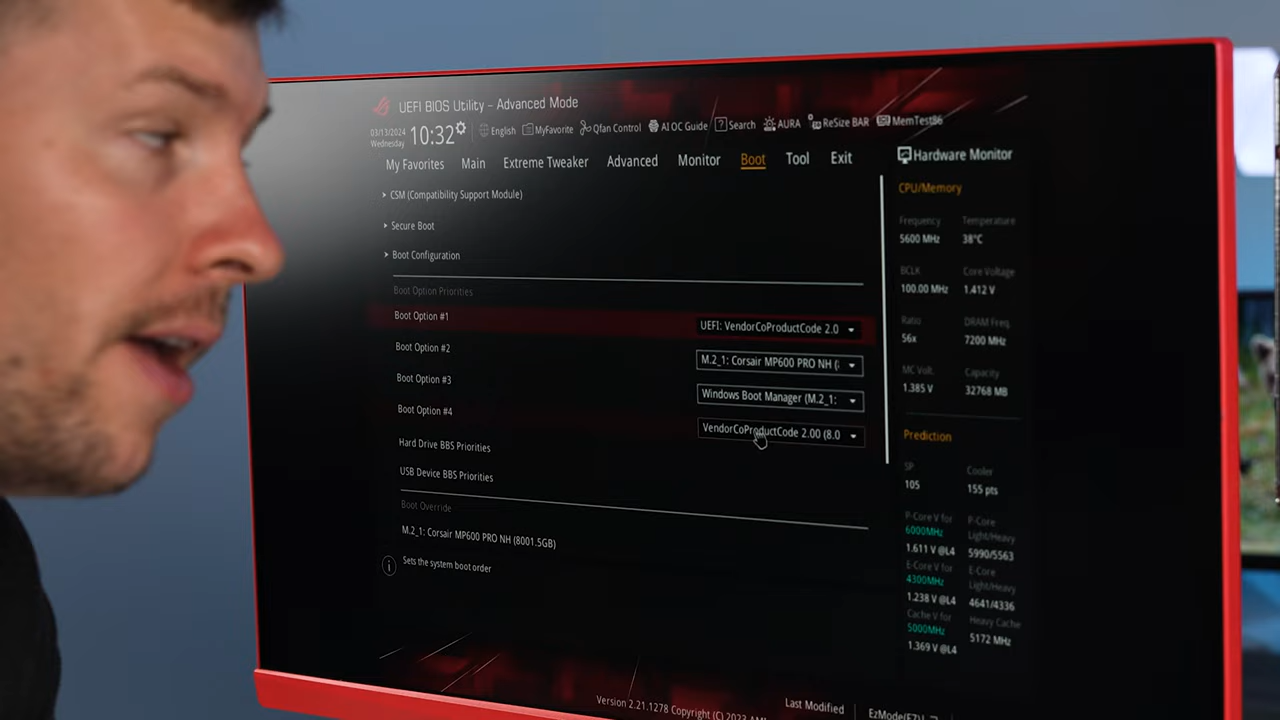 UEFI BIOS Utility – Advanced Mode
03/13/2024
Wednesday
10:32
English
MyFavorite
Qfan Control
AI OC Guide
Search
AURA
ReSize BAR
MemTest86
My Favorites
Main
Extreme Tweaker
Advanced
Monitor
Boot
Tool
Exit
CSM (Compatibility Support Module)
Secure Boot
Boot Configuration
Boot Option Priorities
Boot Option #1
UEFI: VendorCoProductCode 2.0
Boot Option #2
M.2_1: Corsair MP600 PRO NH (
Boot Option #3
Windows Boot Manager (M.2_1:
Boot Option #4
VendorCoProductCode 2.00 (8.0
Hard Drive BBS Priorities
USB Device BBS Priorities
Boot Override
M.2_1: Corsair MP600 PRO NH (8001.5GB)
Sets the system boot order
Hardware Monitor
CPU/Memory
Frequency Temperature
5600 MHz 38°C
BCLK Core Voltage
100.00 MHz 1.412 V
Ratio DRAM Freq.
56x 7200 MHz
MC Volt. Capacity
1.385 V 32768 MB
Prediction
SP Cooler
105 155 pts
P-Core V for P-Core
6000MHz Light/Heavy
1.611 V @L4 5990/5563
E-Core V for E-Core
4300MHz Light/Heavy
1.238 V @L4 4641/4336
Cache V for Heavy Cache
5000MHz 5172 MHz
1.369 V @L4
Version 2.21.1278 Copyright (C) 2023 AMI
Last Modified
EzMode(F7)